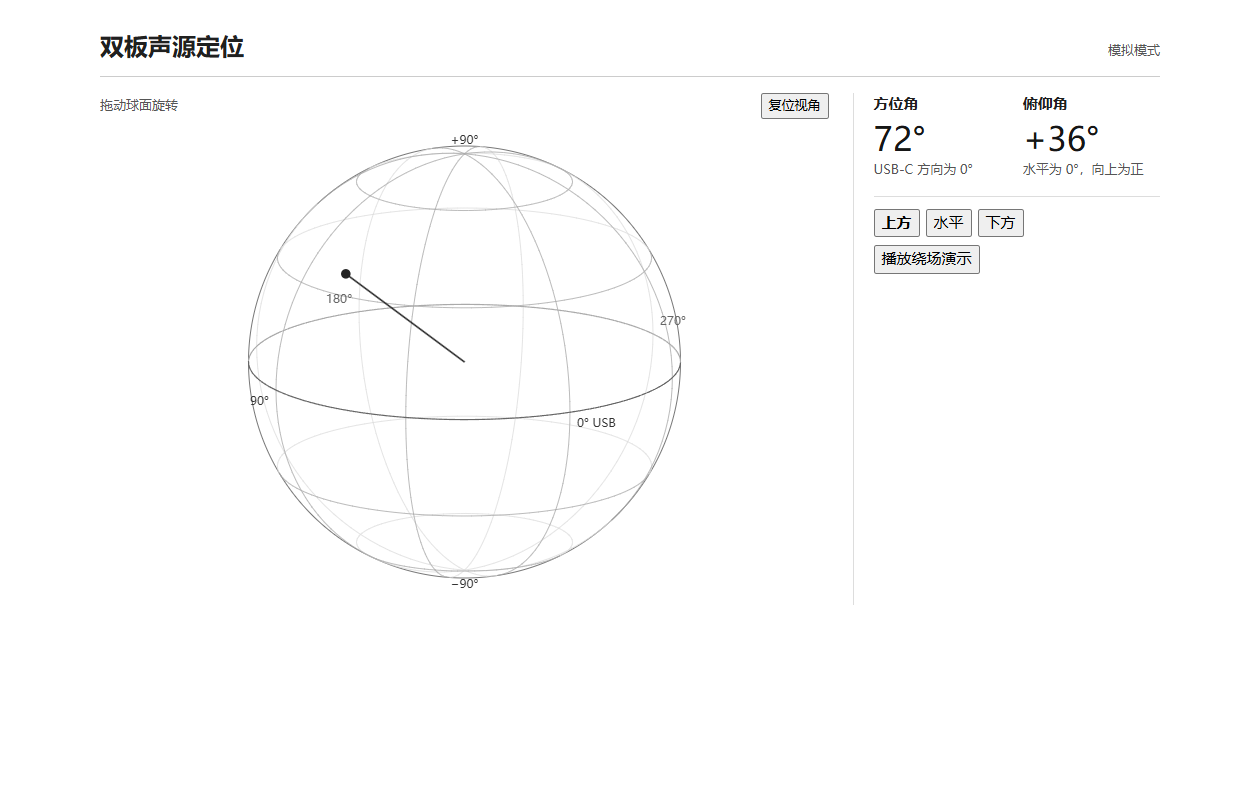 双板声源定位
模拟模式
拖动球面旋转
复位视角
+90°
180°
270°
90°
0° USB
−90°
方位角
72°
USB-C 方向为 0°
俯仰角
+36°
水平为 0°，向上为正
上方
水平
下方
播放绕场演示